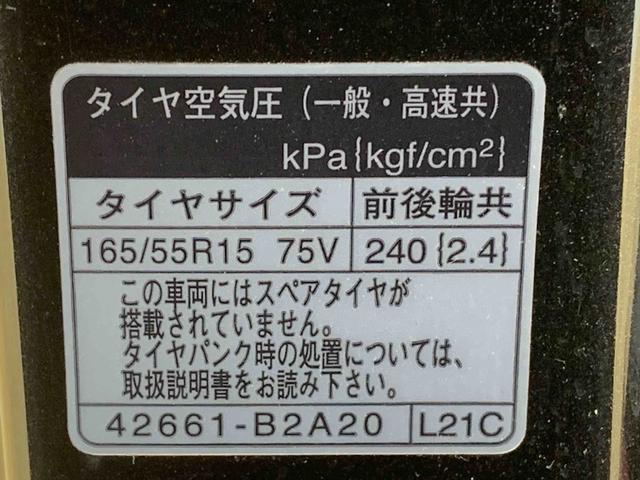 タイヤ空気圧(一般・高速共)
kPa{kgf/cm²}
タイヤサイズ 前後輪共
165/55R15 75V 240{2.4}
この車両にはスペアタイヤが
搭載されていません。
タイヤパンク時の処置については、
取扱説明書をお読み下さい。
42661-B2A20 L21C